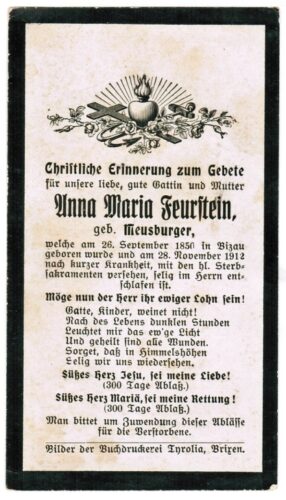 Christliche Erinnerung zum Gebete
für unsere liebe, gute Gattin und Mutter
Anna Maria Feurstein,
geb. Meusburger,
welche am 26. September 1850 in Bizau
geboren wurde und am 28. November 1912
nach kurzer Krankheit, mit den hl. Sterb-
sakramenten versehen, selig im Herrn ent-
schlafen ist.
Möge nun der Herr ihr ewiger Lohn sein!
Gatte, Kinder, weinet nicht!
Nach des Lebens dunklen Stunden
Leuchtet mir das ew'ge Licht
Und geheilt sind alle Wunden.
Sorget, daß in Himmelshöhen
Selig wir uns wiedersehen.
Süßes Herz Jesu, sei meine Liebe!
(300 Tage Ablaß.)
Süßes Herz Mariä, sei meine Rettung!
(300 Tage Ablaß.)
Man bittet um Zuwendung dieser Ablässe
für die Verstorbene.
Bilder der Buchdruckerei Tyrolia, Brixen.